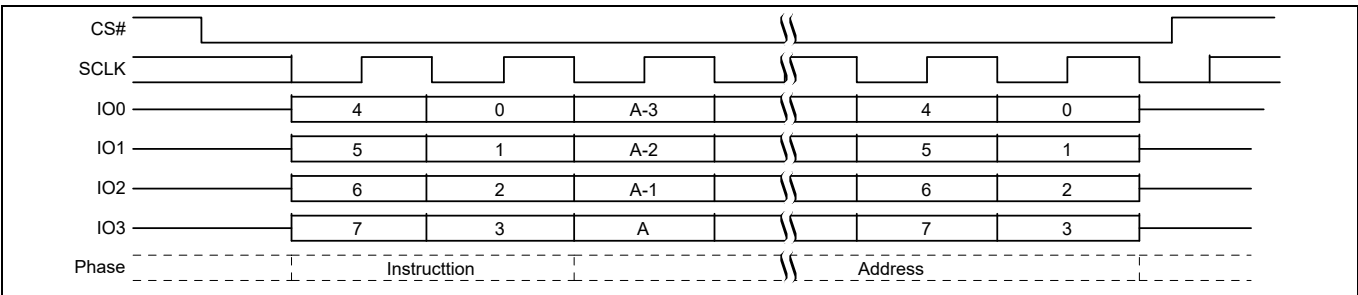 CS#
SCLK
IO0 4 0 A-3 4 0
IO1 5 1 A-2 5 1
IO2 6 2 A-1 6 2
IO3 7 3 A 7 3
Phase Instructtion Address